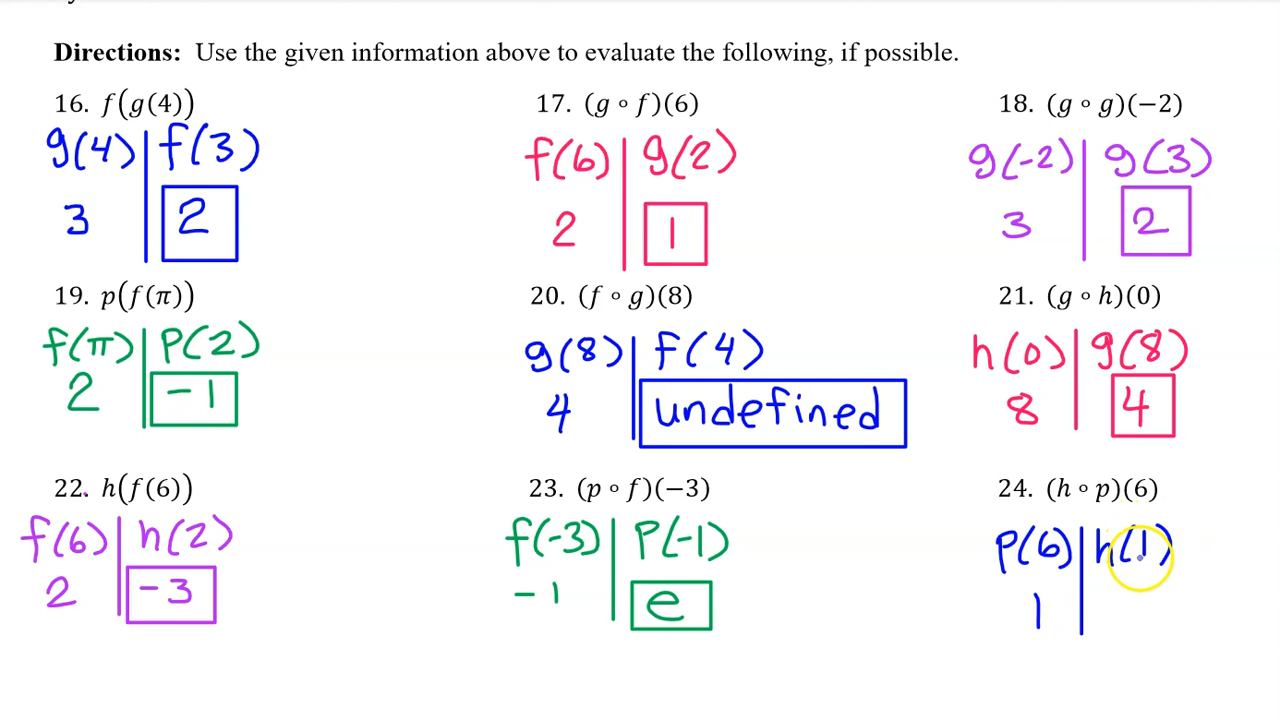 Directions: Use the given information above to evaluate the following, if possible.
16. f(g(4))
g(4) f(3)
3 2
17. (g ∘ f)(6)
f(6) g(2)
2 1
18. (g ∘ g)(−2)
g(-2) g(3)
3 2
19. p(f(π))
f(π) P(2)
2 -1
20. (f ∘ g)(8)
g(8) f(4)
4 undefined
21. (g ∘ h)(0)
h(0) g(8)
8 4
22. h(f(6))
f(6) h(2)
2 -3
23. (p ∘ f)(−3)
f(-3) P(-1)
-1 e
24. (h ∘ p)(6)
P(6) h(1)
1